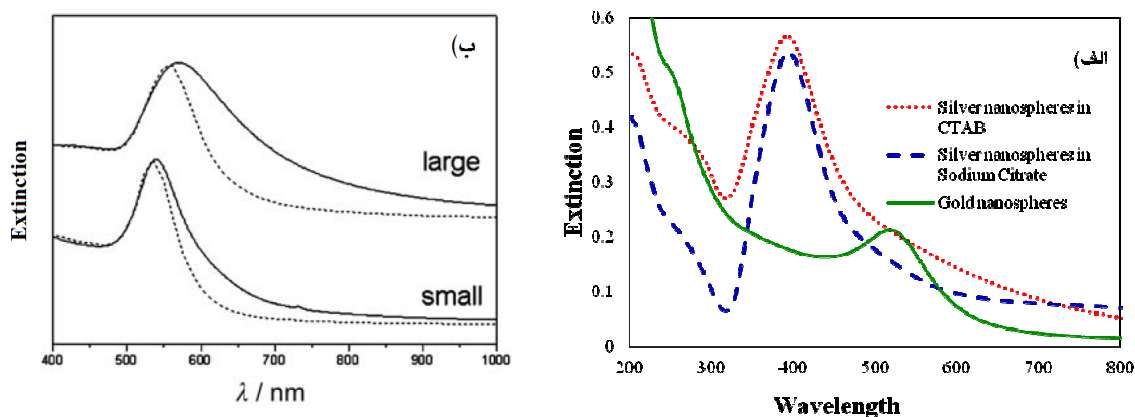 ب)
Extinction
large
small
400 500 600 700 800 900 1000
λ / nm
الف)
Extinction
0.6
0.5
0.4
0.3
0.2
0.1
0
Silver nanospheres in
CTAB
Silver nanospheres in
Sodium Citrate
Gold nanospheres
200 300 400 500 600 700 800
Wavelength